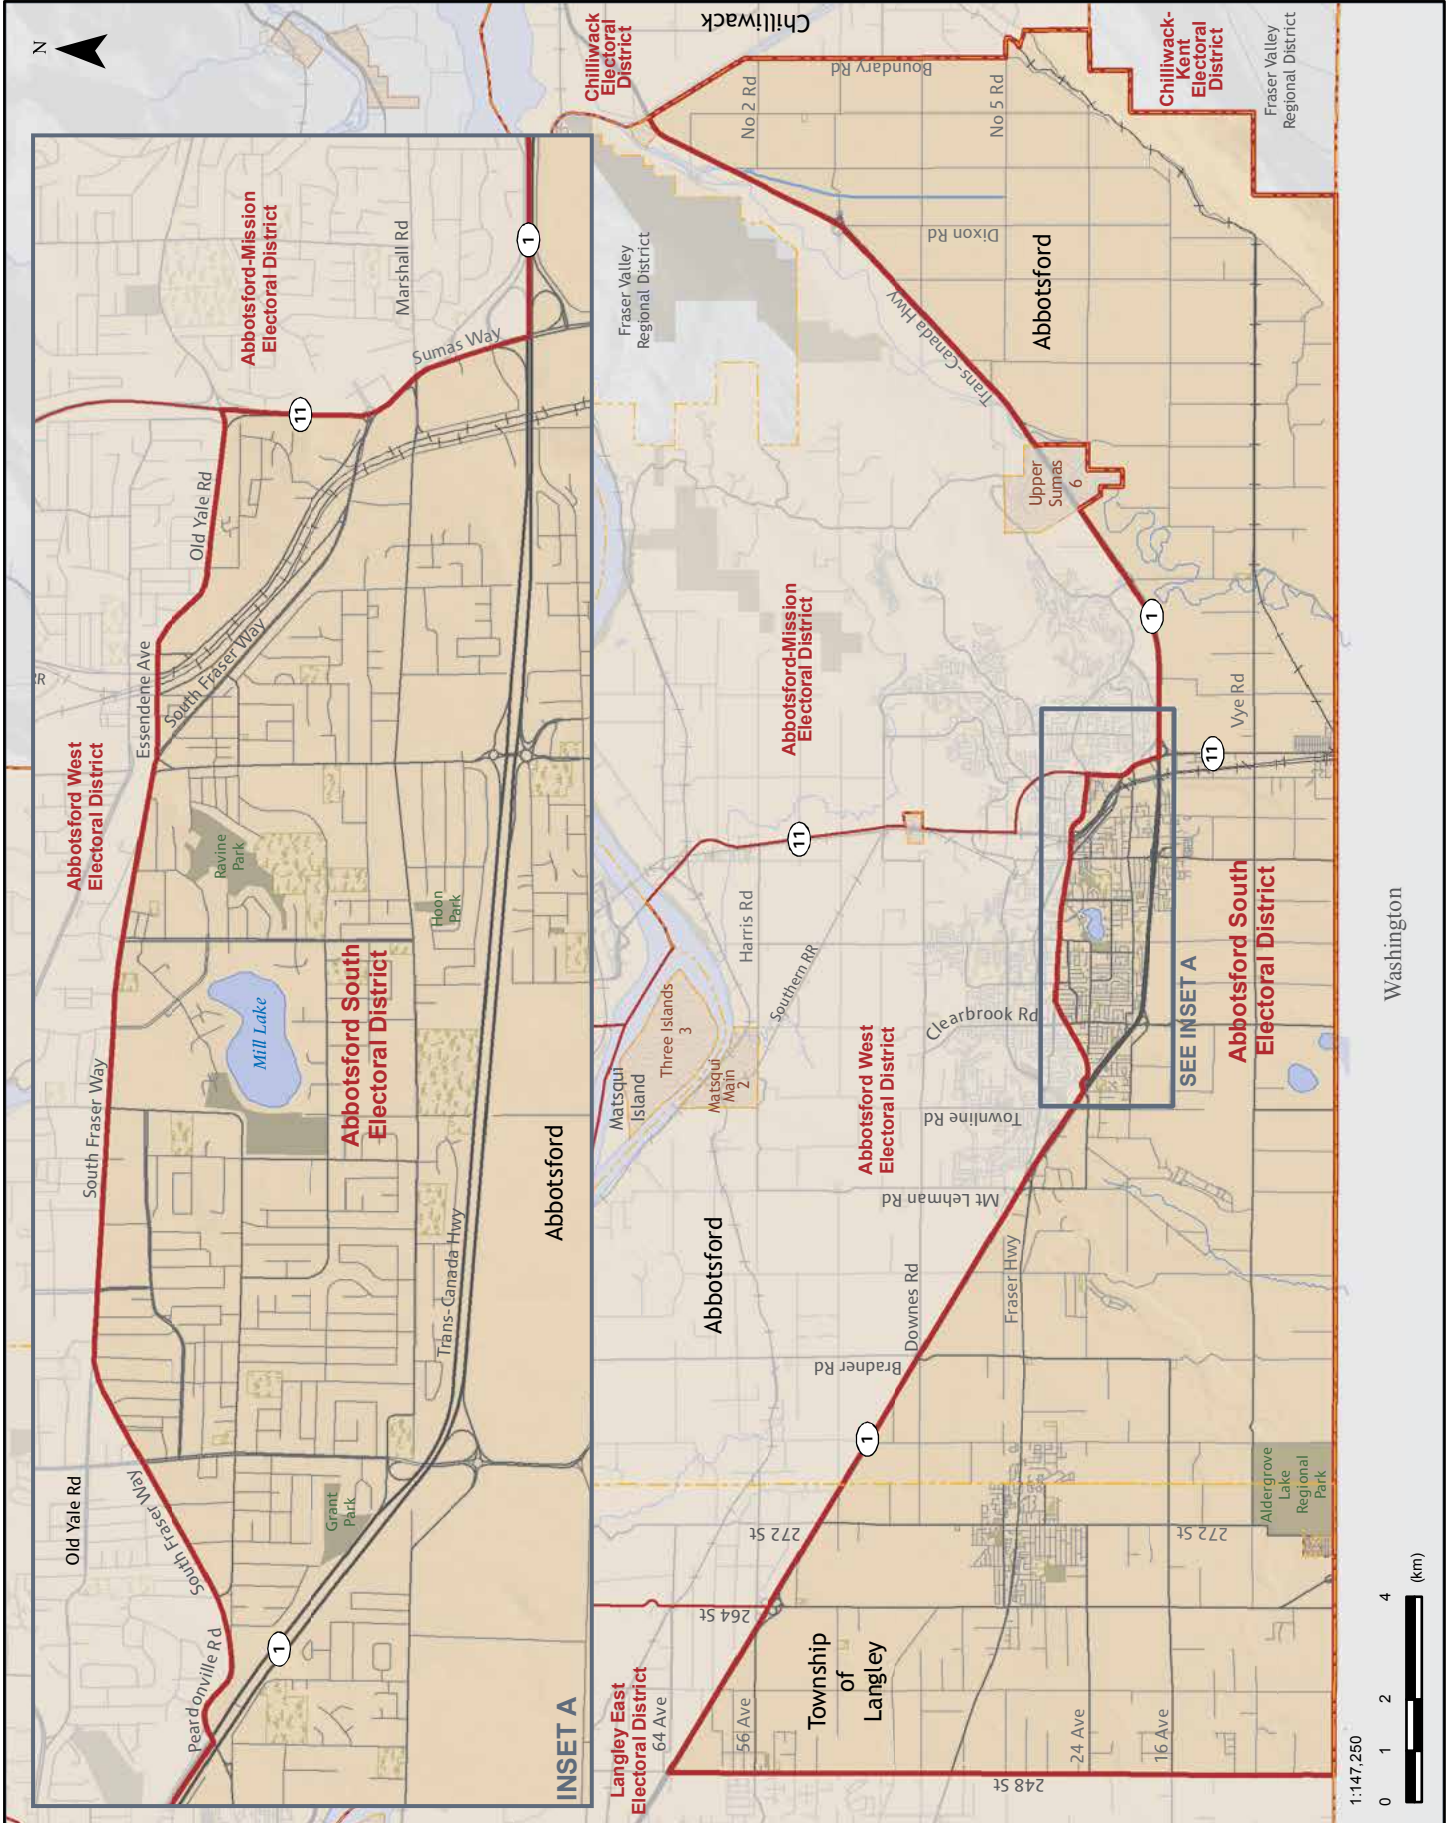 N
Chilliwack
Abbotsford-Mission
Electoral District
Marshall Rd
Sumas Way
1
11
Old Yale Rd
Essendene Ave
South Fraser Way
RR
Abbotsford West
Electoral District
Ravine
Park
Hoon
Park
Mill Lake
Abbotsford South
Electoral District
South Fraser Way
Abbotsford
Trans-Canada Hwy
Old Yale Rd
South Fraser Way
Grant
Park
Peardonville Rd
1
INSET A
Chilliwack
Electoral
District
Boundary Rd
No 2 Rd
No 5 Rd
Chilliwack-
Kent
Electoral
District
Fraser Valley
Regional District
Fraser Valley
Regional District
Dixon Rd
Abbotsford
Trans-Canada Hwy
Upper
Sumas
6
1
Abbotsford-Mission
Electoral District
Vye Rd
11
11
Harris Rd
Southern RR
Three Islands
3
Matsqui
Island
Matsqui
Main
2
Clearbrook Rd
Abbotsford West
Electoral District
Townline Rd
Mt Lehman Rd
SEE INSET A
Abbotsford South
Electoral District
Abbotsford
Downes Rd
Fraser Hwy
Bradner Rd
1
272 St
272 St
264 St
Aldergrove
Lake
Regional
Park
Langley East
Electoral District
64 Ave
56 Ave
Township
of
Langley
24 Ave
16 Ave
248 St
Washington
1:147,250
0 1 2 4
(km)